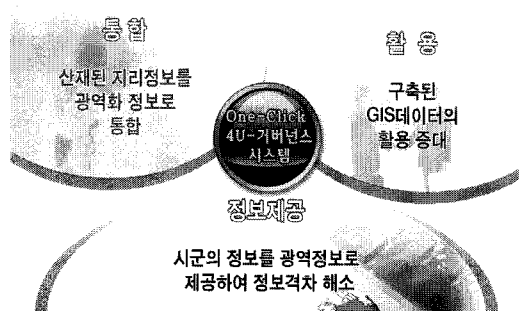 통합
산재된 지리정보를
광역화 정보로
통합
활용
구축된
GIS데이터의
활용 증대
One-Click
4U-거버넌스
시스템
정보제공
시군의 정보를 광역정보로
제공하여 정보격차 해소